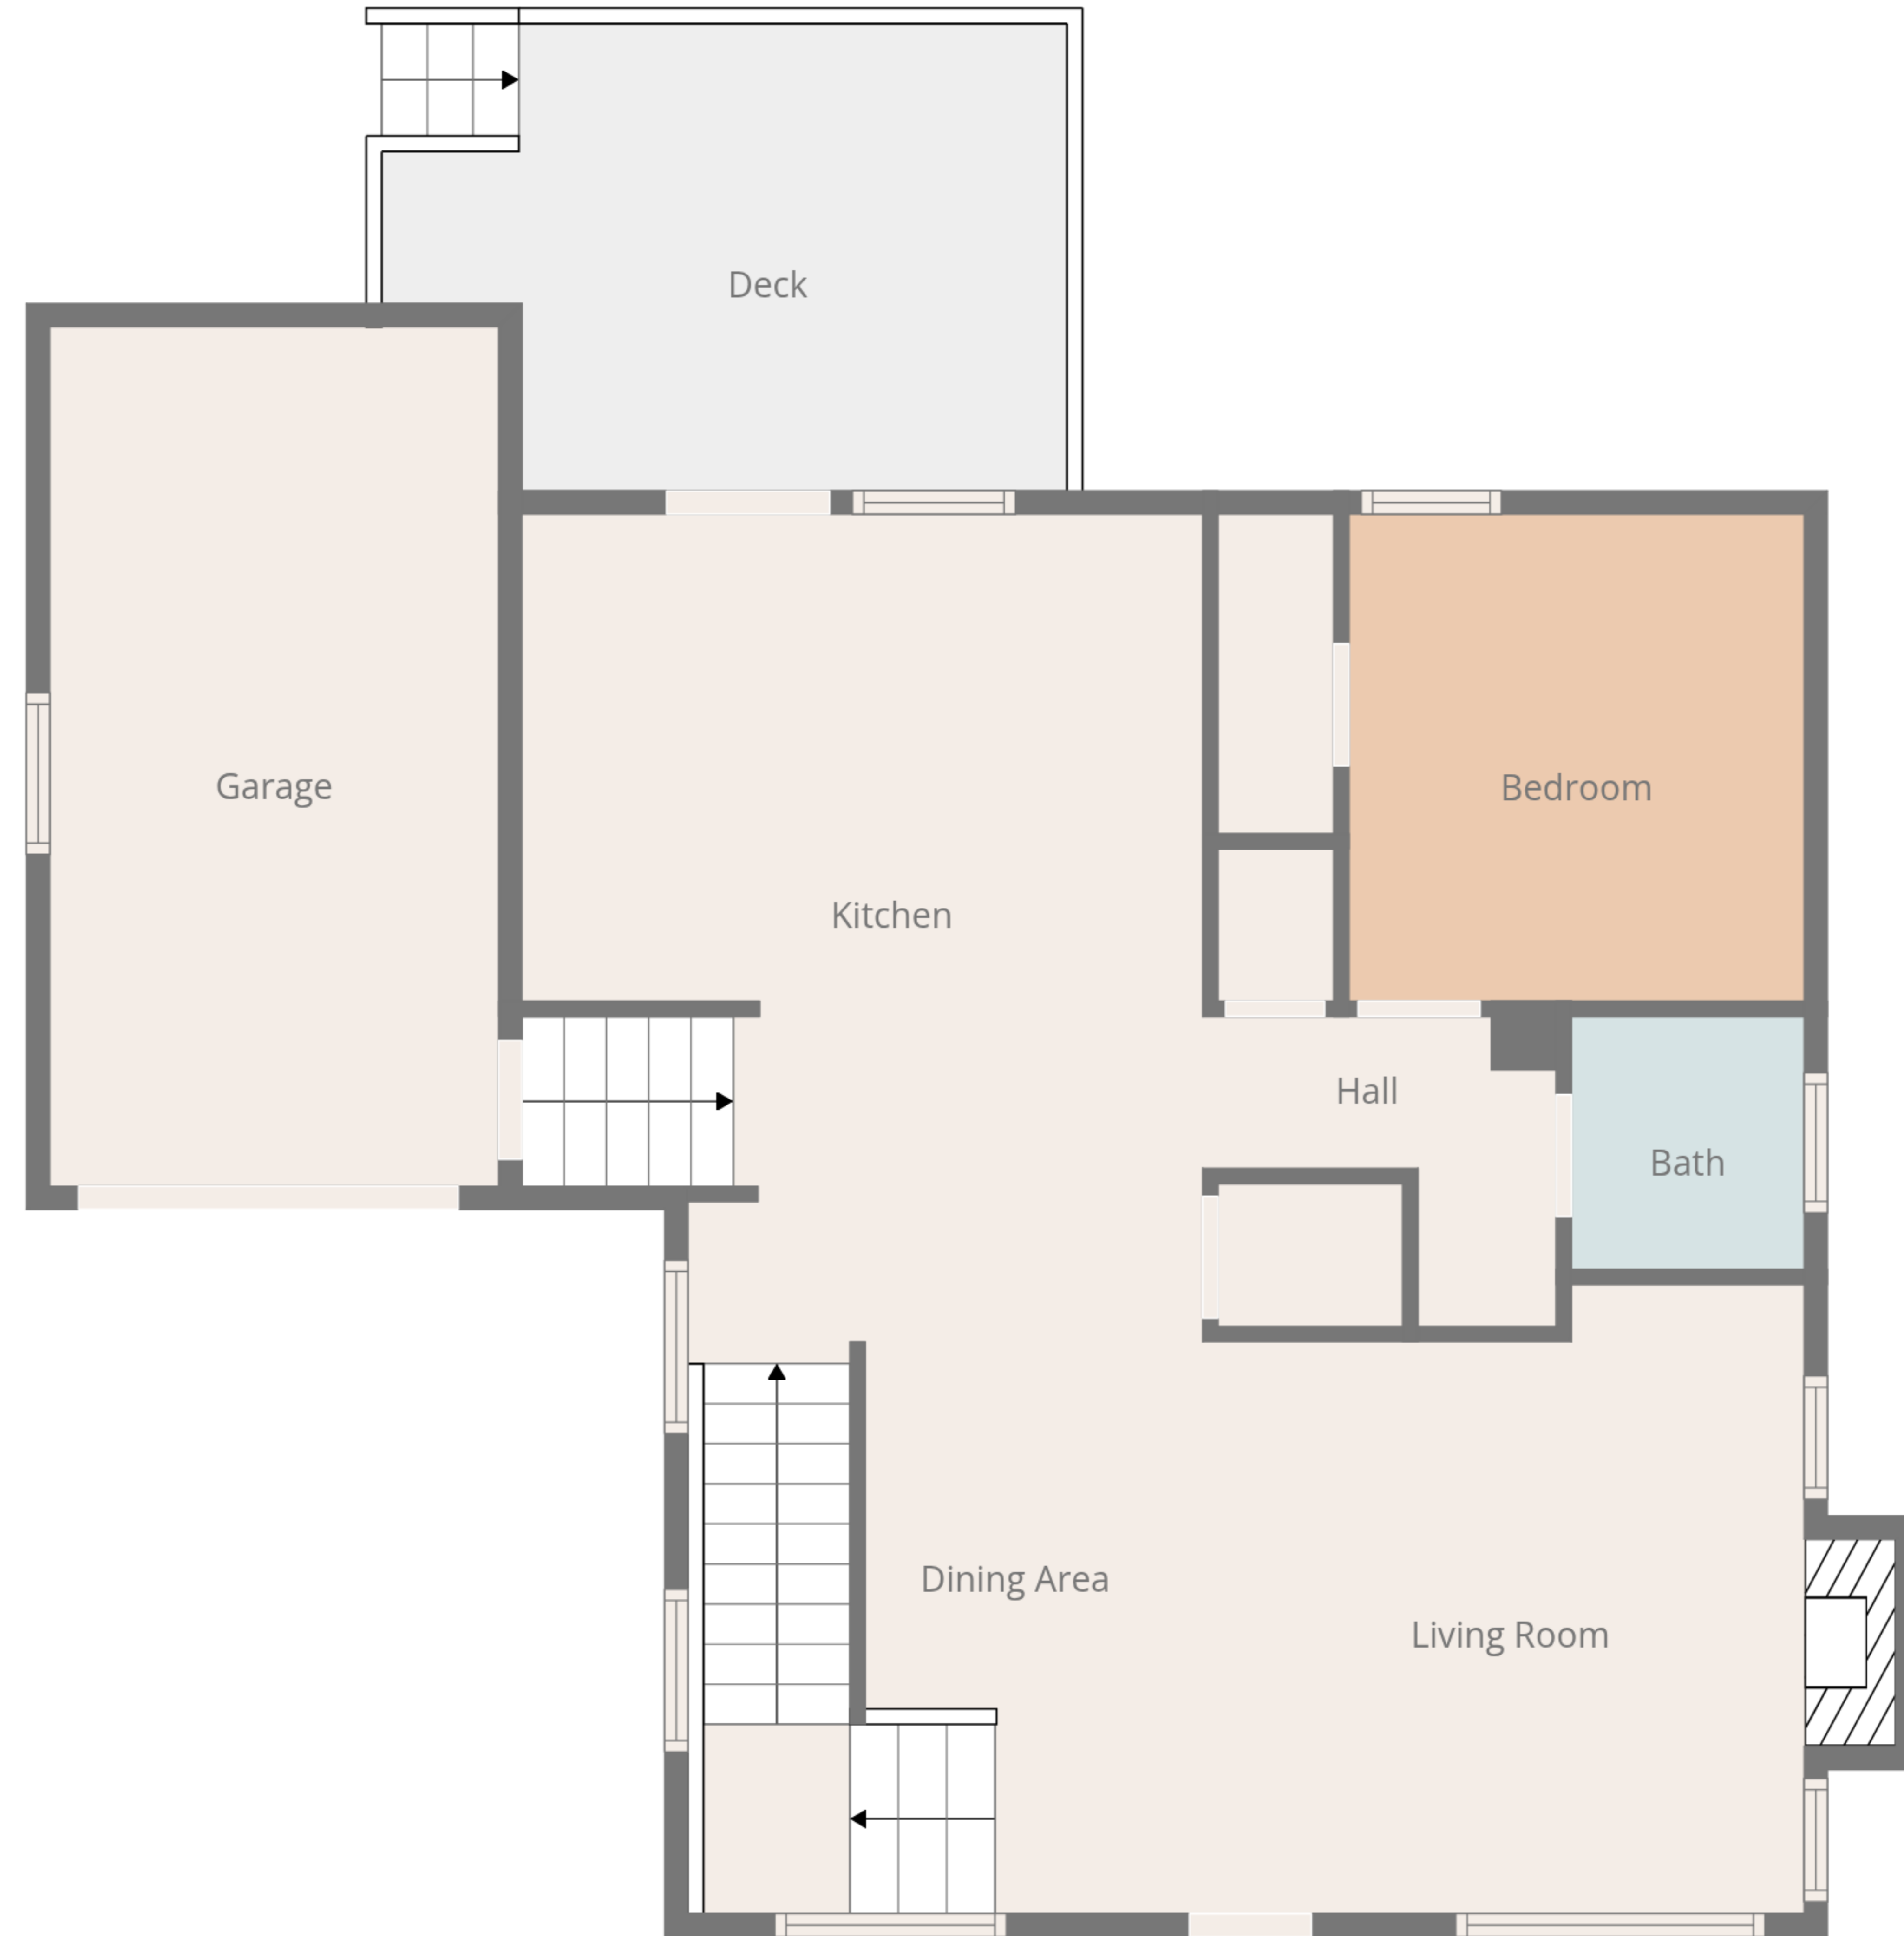 Deck
Garage
Bedroom
Kitchen
Hall
Bath
Dining Area
Living Room